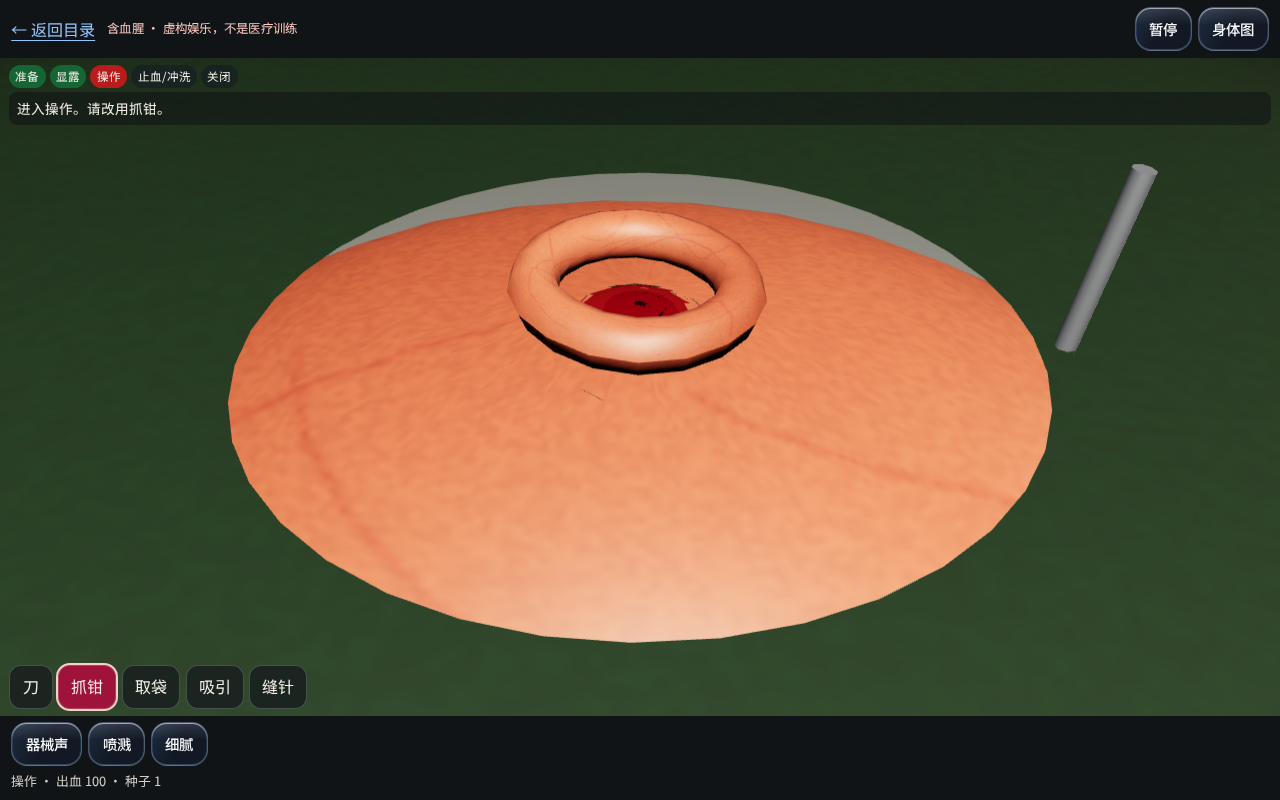 ← 返回目录 含血腥 · 虚构娱乐，不是医疗训练 暂停 身体图
准备 显露 操作 止血/冲洗 关闭
进入操作。请改用抓钳。
刀 抓钳 取袋 吸引 缝针
器械声 喷溅 细腻
操作 · 出血 100 · 种子 1